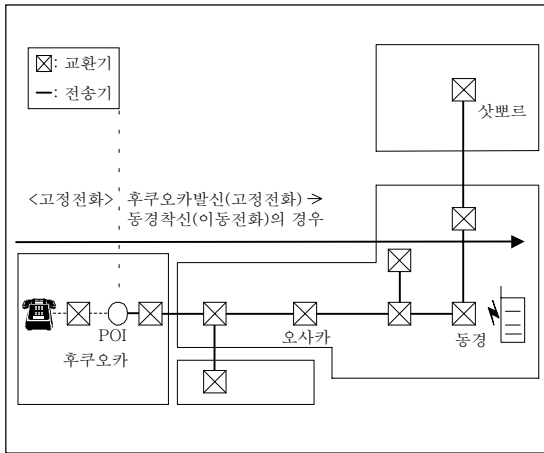 ⊠: 교환기
━: 전송기
삿뽀르
<고정전화>
후쿠오카발신(고정전화) →
동경착신(이동전화)의 경우
POI
후쿠오카
오사카
동경